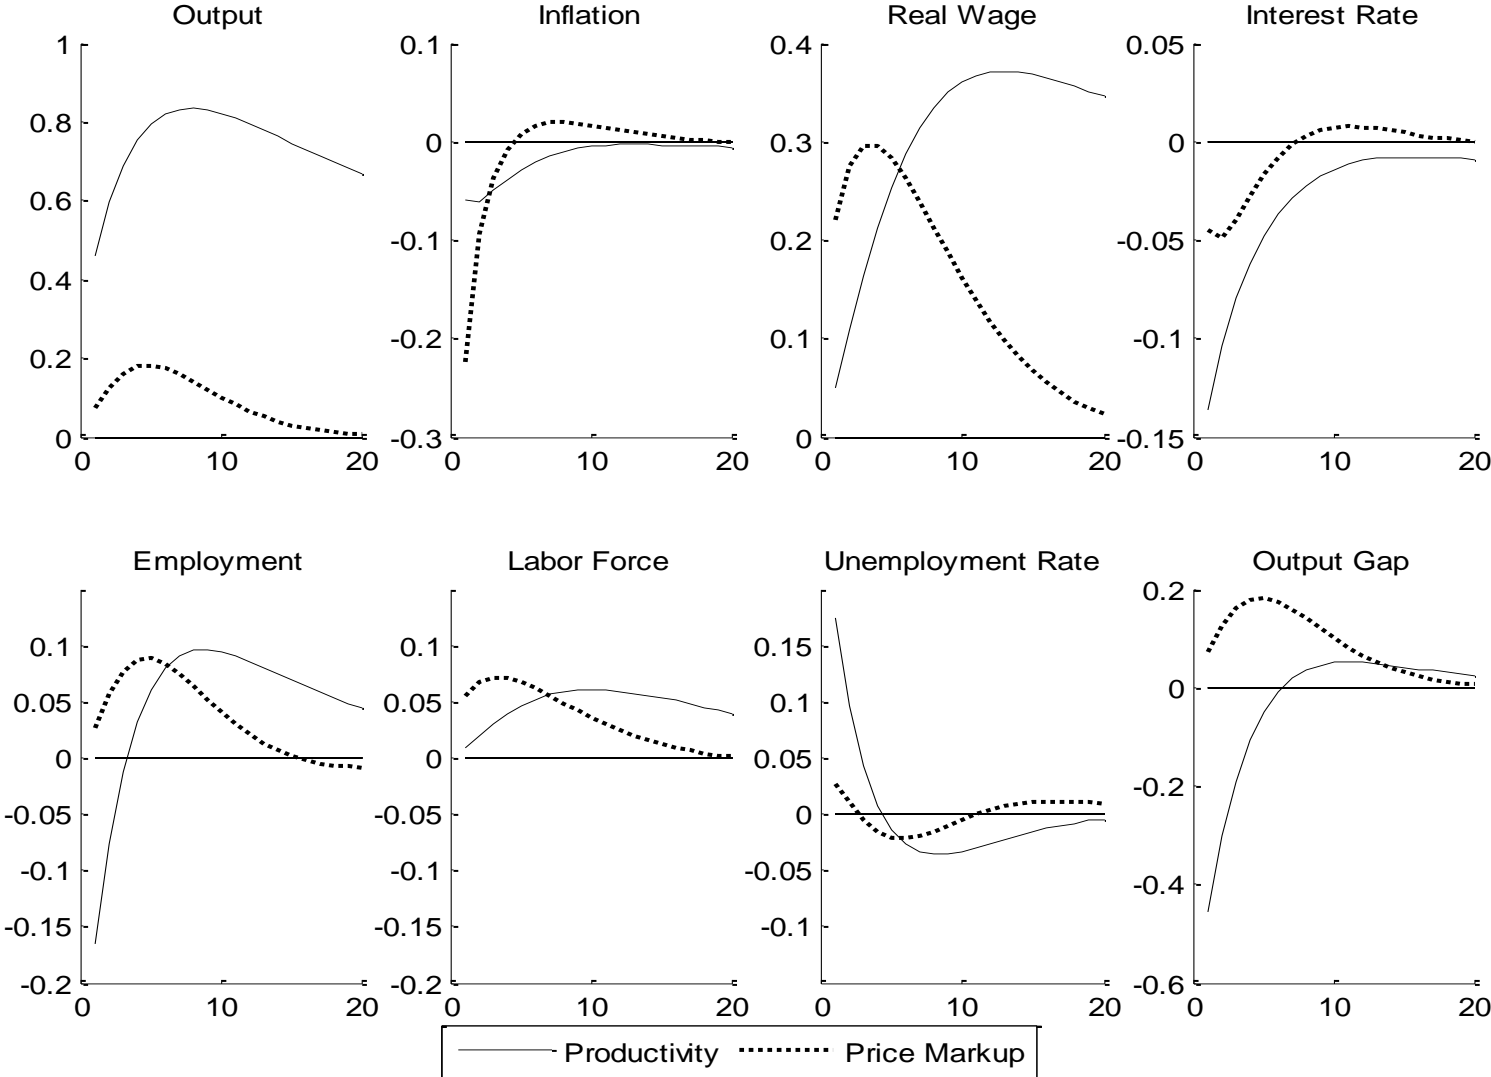 Output
Inflation
Real Wage
Interest Rate
1
0.8
0.6
0.4
0.2
0
0 10 20
0.1
0
-0.1
-0.2
-0.3
0 10 20
0.4
0.3
0.2
0.1
0
0 10 20
0.05
0
-0.05
-0.1
-0.15
0 10 20
Employment
Labor Force
Unemployment Rate
Output Gap
0.1
0.05
0
-0.05
-0.1
-0.15
-0.2
0 10 20
0.1
0.05
0
-0.05
-0.1
-0.15
-0.2
0 10 20
0.15
0.1
0.05
0
-0.05
-0.1
0 10 20
0.2
0
-0.2
-0.4
-0.6
0 10 20
Productivity Price Markup